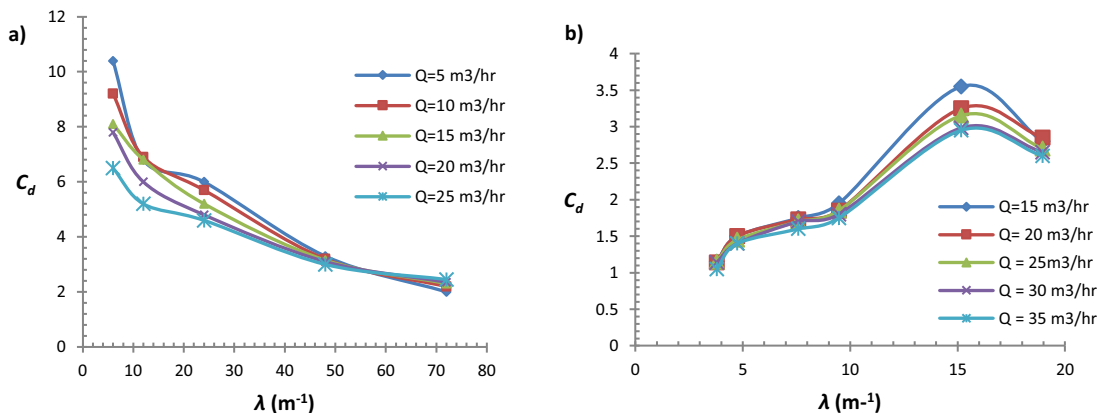 a)
12
10
8
6
4
2
0
C_d
0 10 20 30 40 50 60 70 80
λ (m⁻¹)
Q=5 m3/hr
Q=10 m3/hr
Q=15 m3/hr
Q=20 m3/hr
Q=25 m3/hr
b)
4
3.5
3
2.5
2
1.5
1
0.5
0
C_d
0 5 10 15 20
λ (m-¹)
Q=15 m3/hr
Q= 20 m3/hr
Q = 25m3/hr
Q = 30 m3/hr
Q = 35 m3/hr